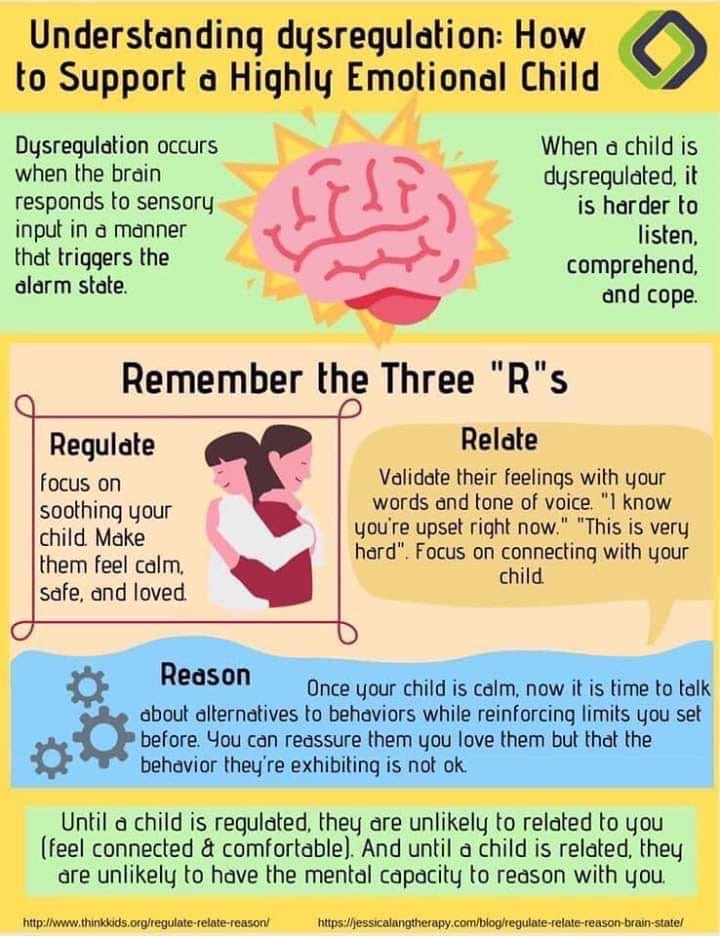 Understanding dysregulation: How
to Support a Highly Emotional Child
Dysregulation occurs
when the brain
responds to sensory
input in a manner
that triggers the
alarm state.
When a child is
dysregulated, it
is harder to
listen,
comprehend,
and cope.
Remember the Three "R"s
Regulate
focus on
soothing your
child. Make
them feel calm,
safe, and loved.
Relate
Validate their feelings with your
words and tone of voice. "I know
you're upset right now." "This is very
hard". Focus on connecting with your
child.
Reason
Once your child is calm, now it is time to talk
about alternatives to behaviors while reinforcing limits you set
before. You can reassure them you love them but that the
behavior they're exhibiting is not ok.
Until a child is regulated, they are unlikely to related to you
(feel connected & comfortable). And until a child is related, they
are unlikely to have the mental capacity to reason with you.
http://www.thinkkids.org/regulate-relate-reason/
https://jessicalangtherapy.com/blog/regulate-relate-reason-brain-state/